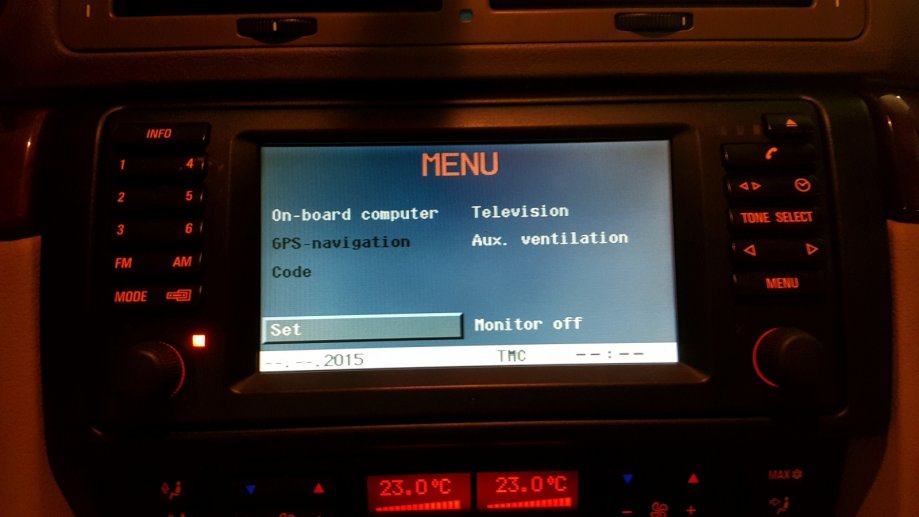 INFO
1 4
2 5
3 6
FM AM
MODE
MENU
On-board computer
GPS-navigation
Code
Set
Television
Aux. ventilation
Monitor off
--.--.2015 TMC --:--
TONE SELECT
MENU
23.0°C 23.0°C
MAX